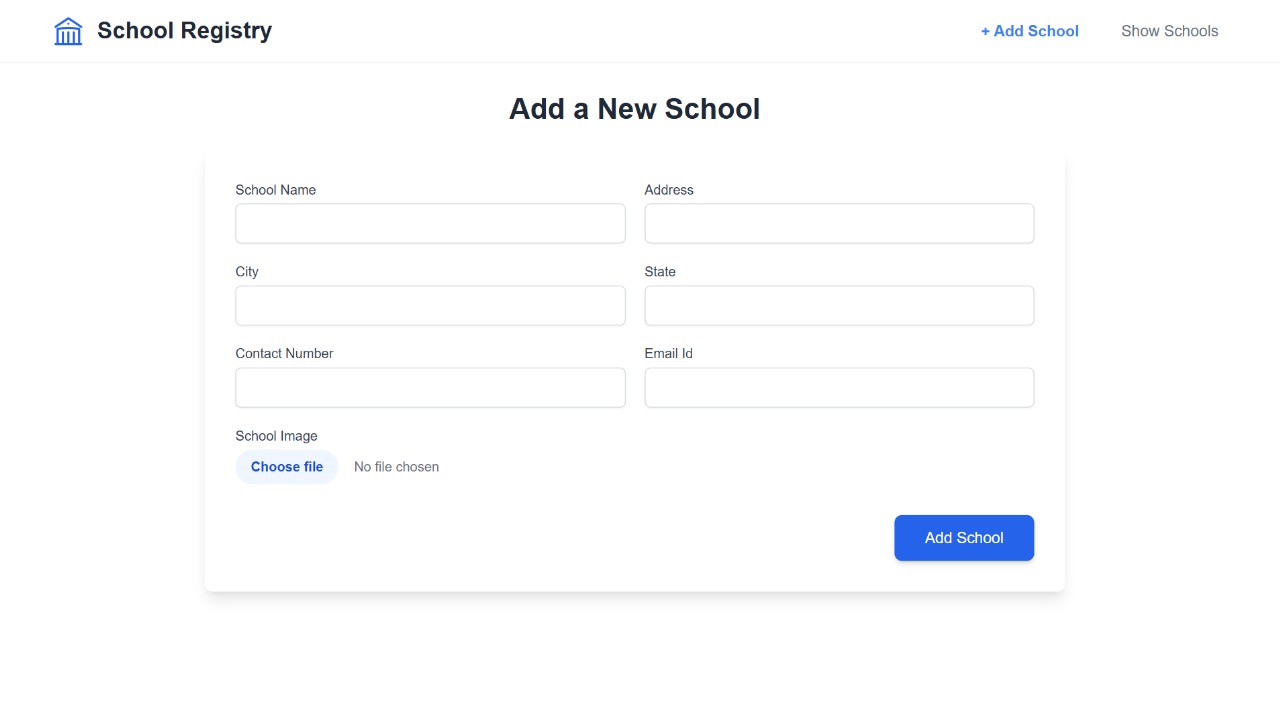 School Registry
+ Add School
Show Schools
Add a New School
School Name
Address
City
State
Contact Number
Email Id
School Image
Choose file
No file chosen
Add School